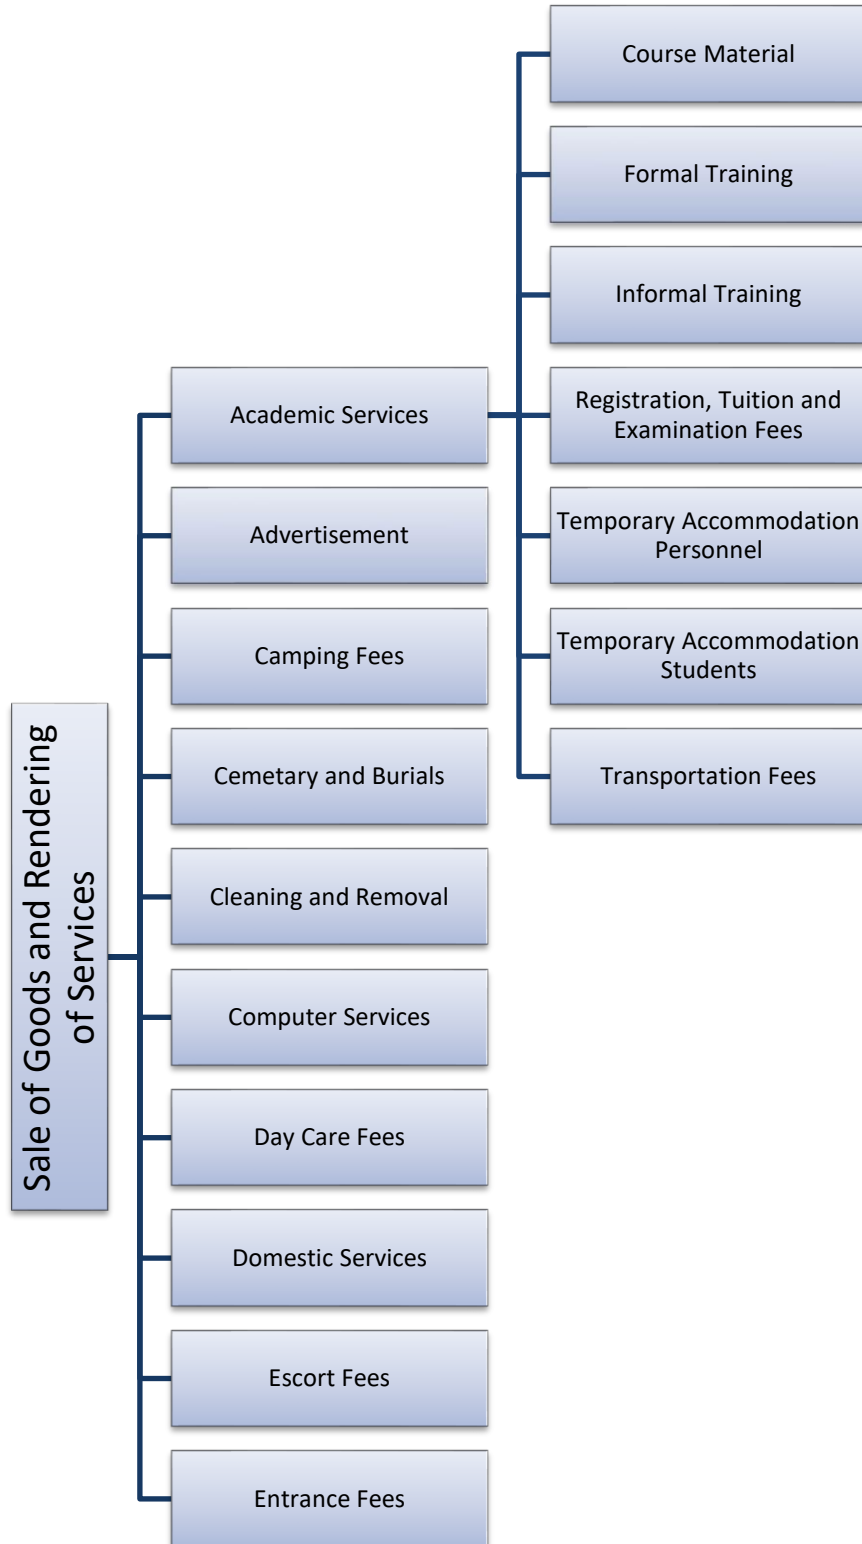 Sale of Goods and Rendering
of Services
Academic Services
Advertisement
Camping Fees
Cemetary and Burials
Cleaning and Removal
Computer Services
Day Care Fees
Domestic Services
Escort Fees
Entrance Fees
Course Material
Formal Training
Informal Training
Registration, Tuition and
Examination Fees
Temporary Accommodation
Personnel
Temporary Accommodation
Students
Transportation Fees